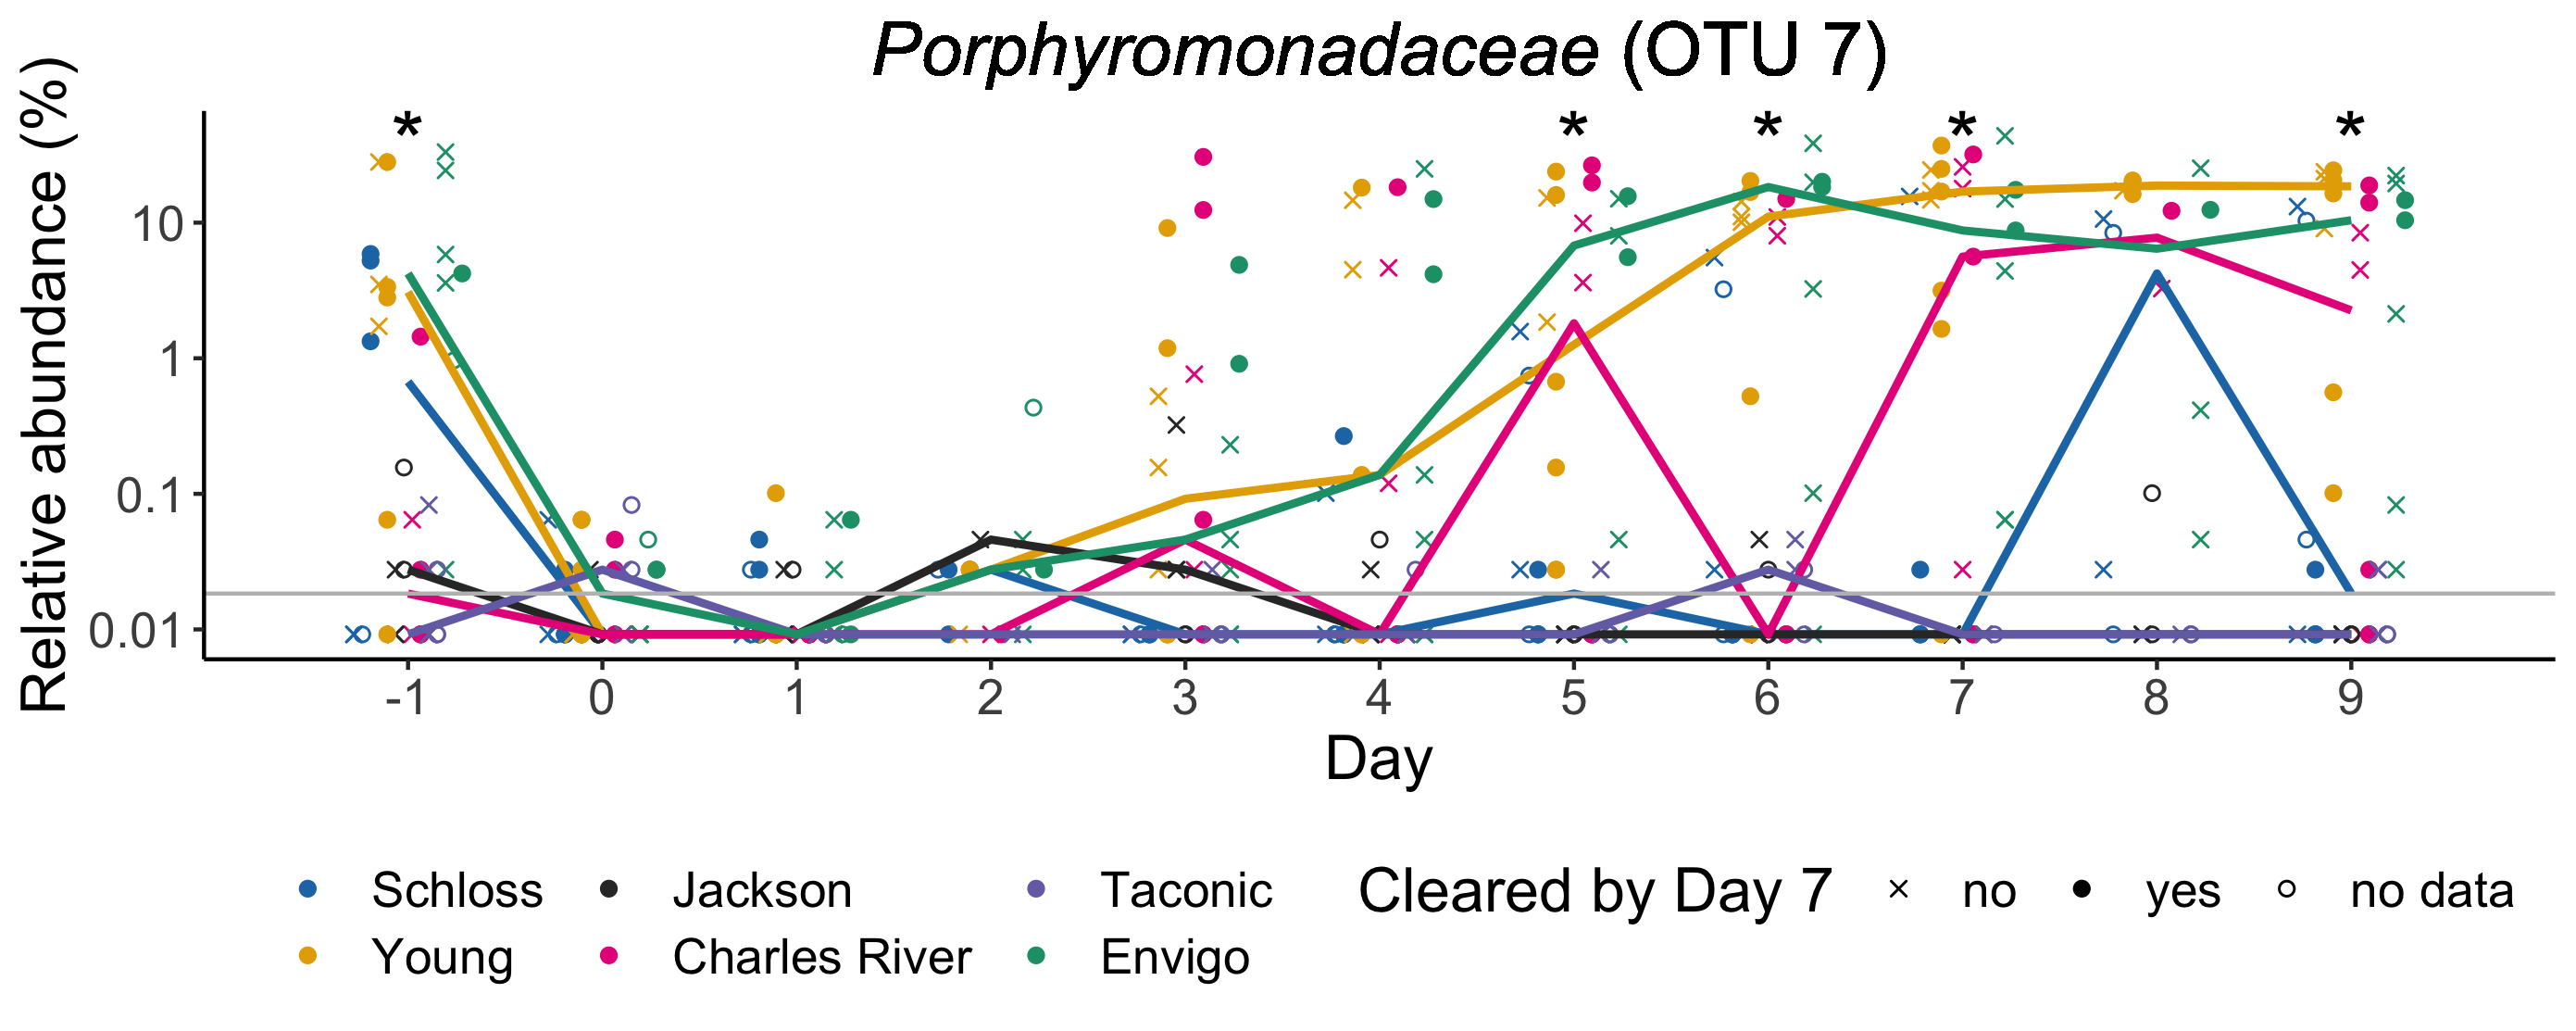 Porphyromonadaceae (OTU 7)
* * * * *
Relative abundance (%)
10
1
0.1
0.01
-1 0 1 2 3 4 5 6 7 8 9
Day
Schloss Jackson Taconic Cleared by Day 7 no yes no data
Young Charles River Envigo